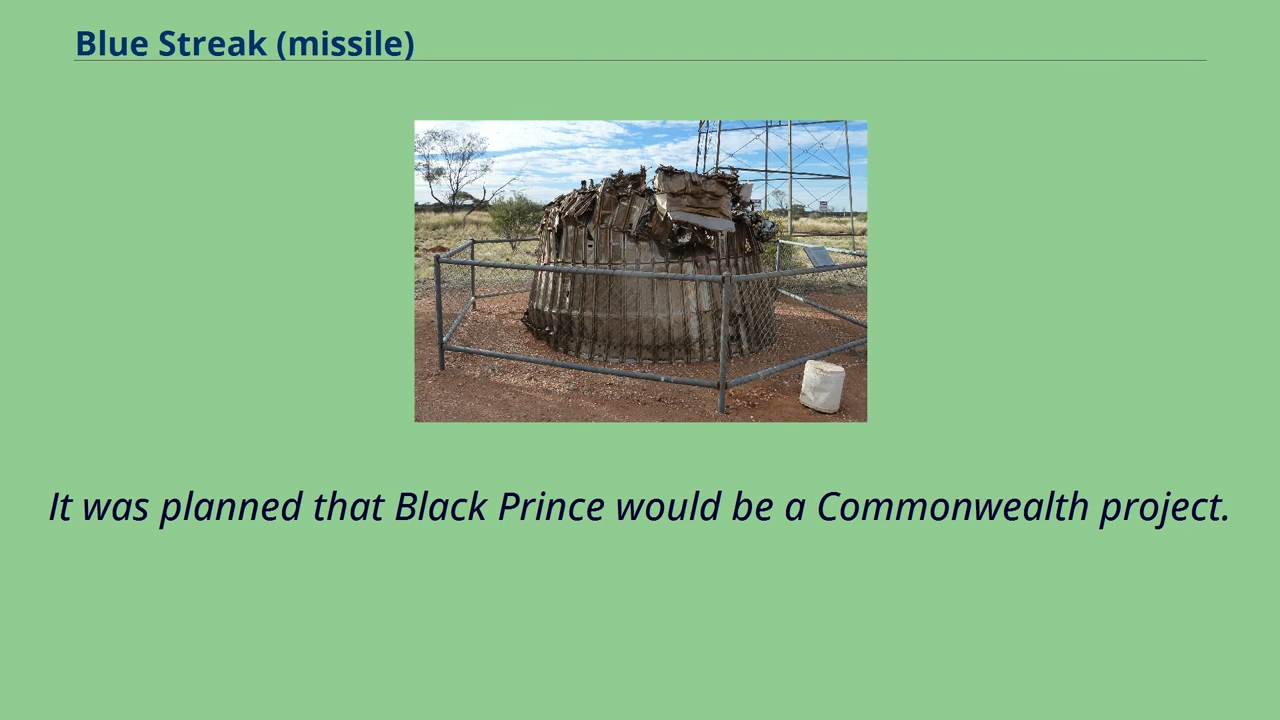 Blue Streak (missile)
It was planned that Black Prince would be a Commonwealth project.